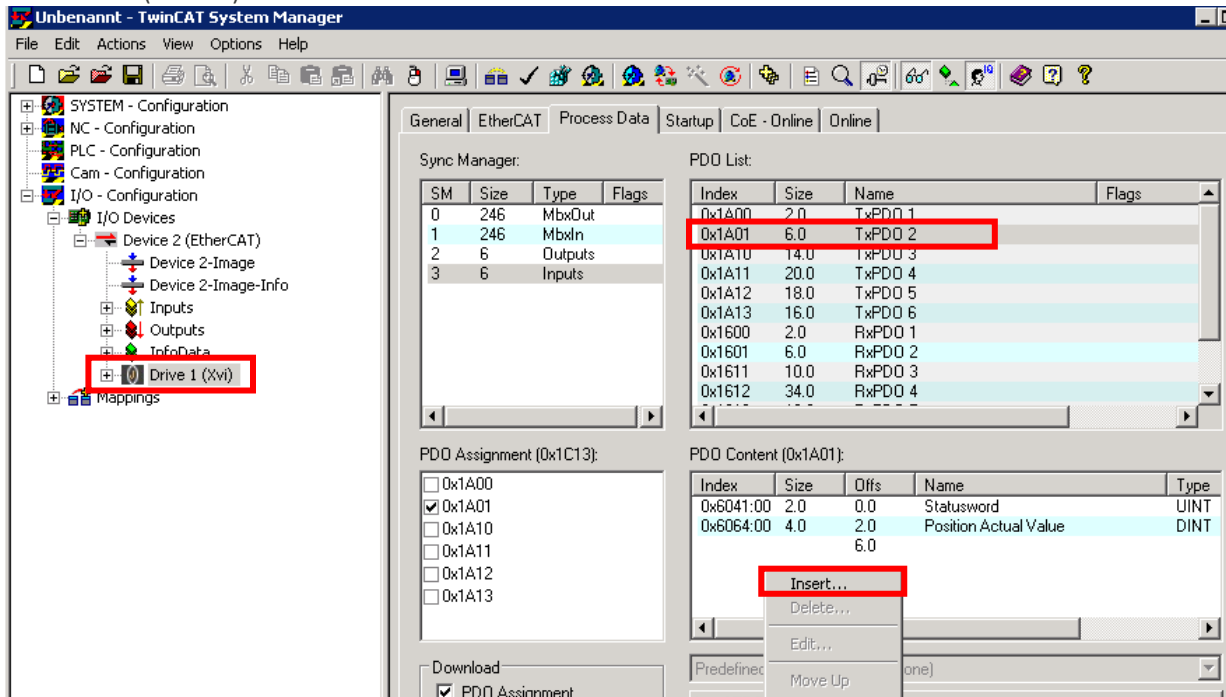 Unbenannt - TwinCAT System Manager
File Edit Actions View Options Help
SYSTEM - Configuration
NC - Configuration
PLC - Configuration
Cam - Configuration
I/O - Configuration
I/O Devices
Device 2 (EtherCAT)
Device 2-Image
Device 2-Image-Info
Inputs
Outputs
InfoData
Drive 1 (Xvi)
Mappings
General EtherCAT Process Data Startup CoE - Online Online
Sync Manager:
SM Size Type Flags
0 246 MbxOut
1 246 MbxIn
2 6 Outputs
3 6 Inputs
PDO List:
Index Size Name Flags
0x1A00 2.0 TxPDO 1
0x1A01 6.0 TxPDO 2
0x1A10 14.0 TxPDO 3
0x1A11 20.0 TxPDO 4
0x1A12 18.0 TxPDO 5
0x1A13 16.0 TxPDO 6
0x1600 2.0 RxPDO 1
0x1601 6.0 RxPDO 2
0x1611 10.0 RxPDO 3
0x1612 34.0 RxPDO 4
PDO Assignment (0x1C13):
0x1A00
0x1A01
0x1A10
0x1A11
0x1A12
0x1A13
PDO Content (0x1A01):
Index Size Offs Name Type
0x6041:00 2.0 0.0 Statusword UINT
0x6064:00 4.0 2.0 Position Actual Value DINT
6.0
Insert...
Delete...
Edit...
Move Up
Download
PDO Assignment